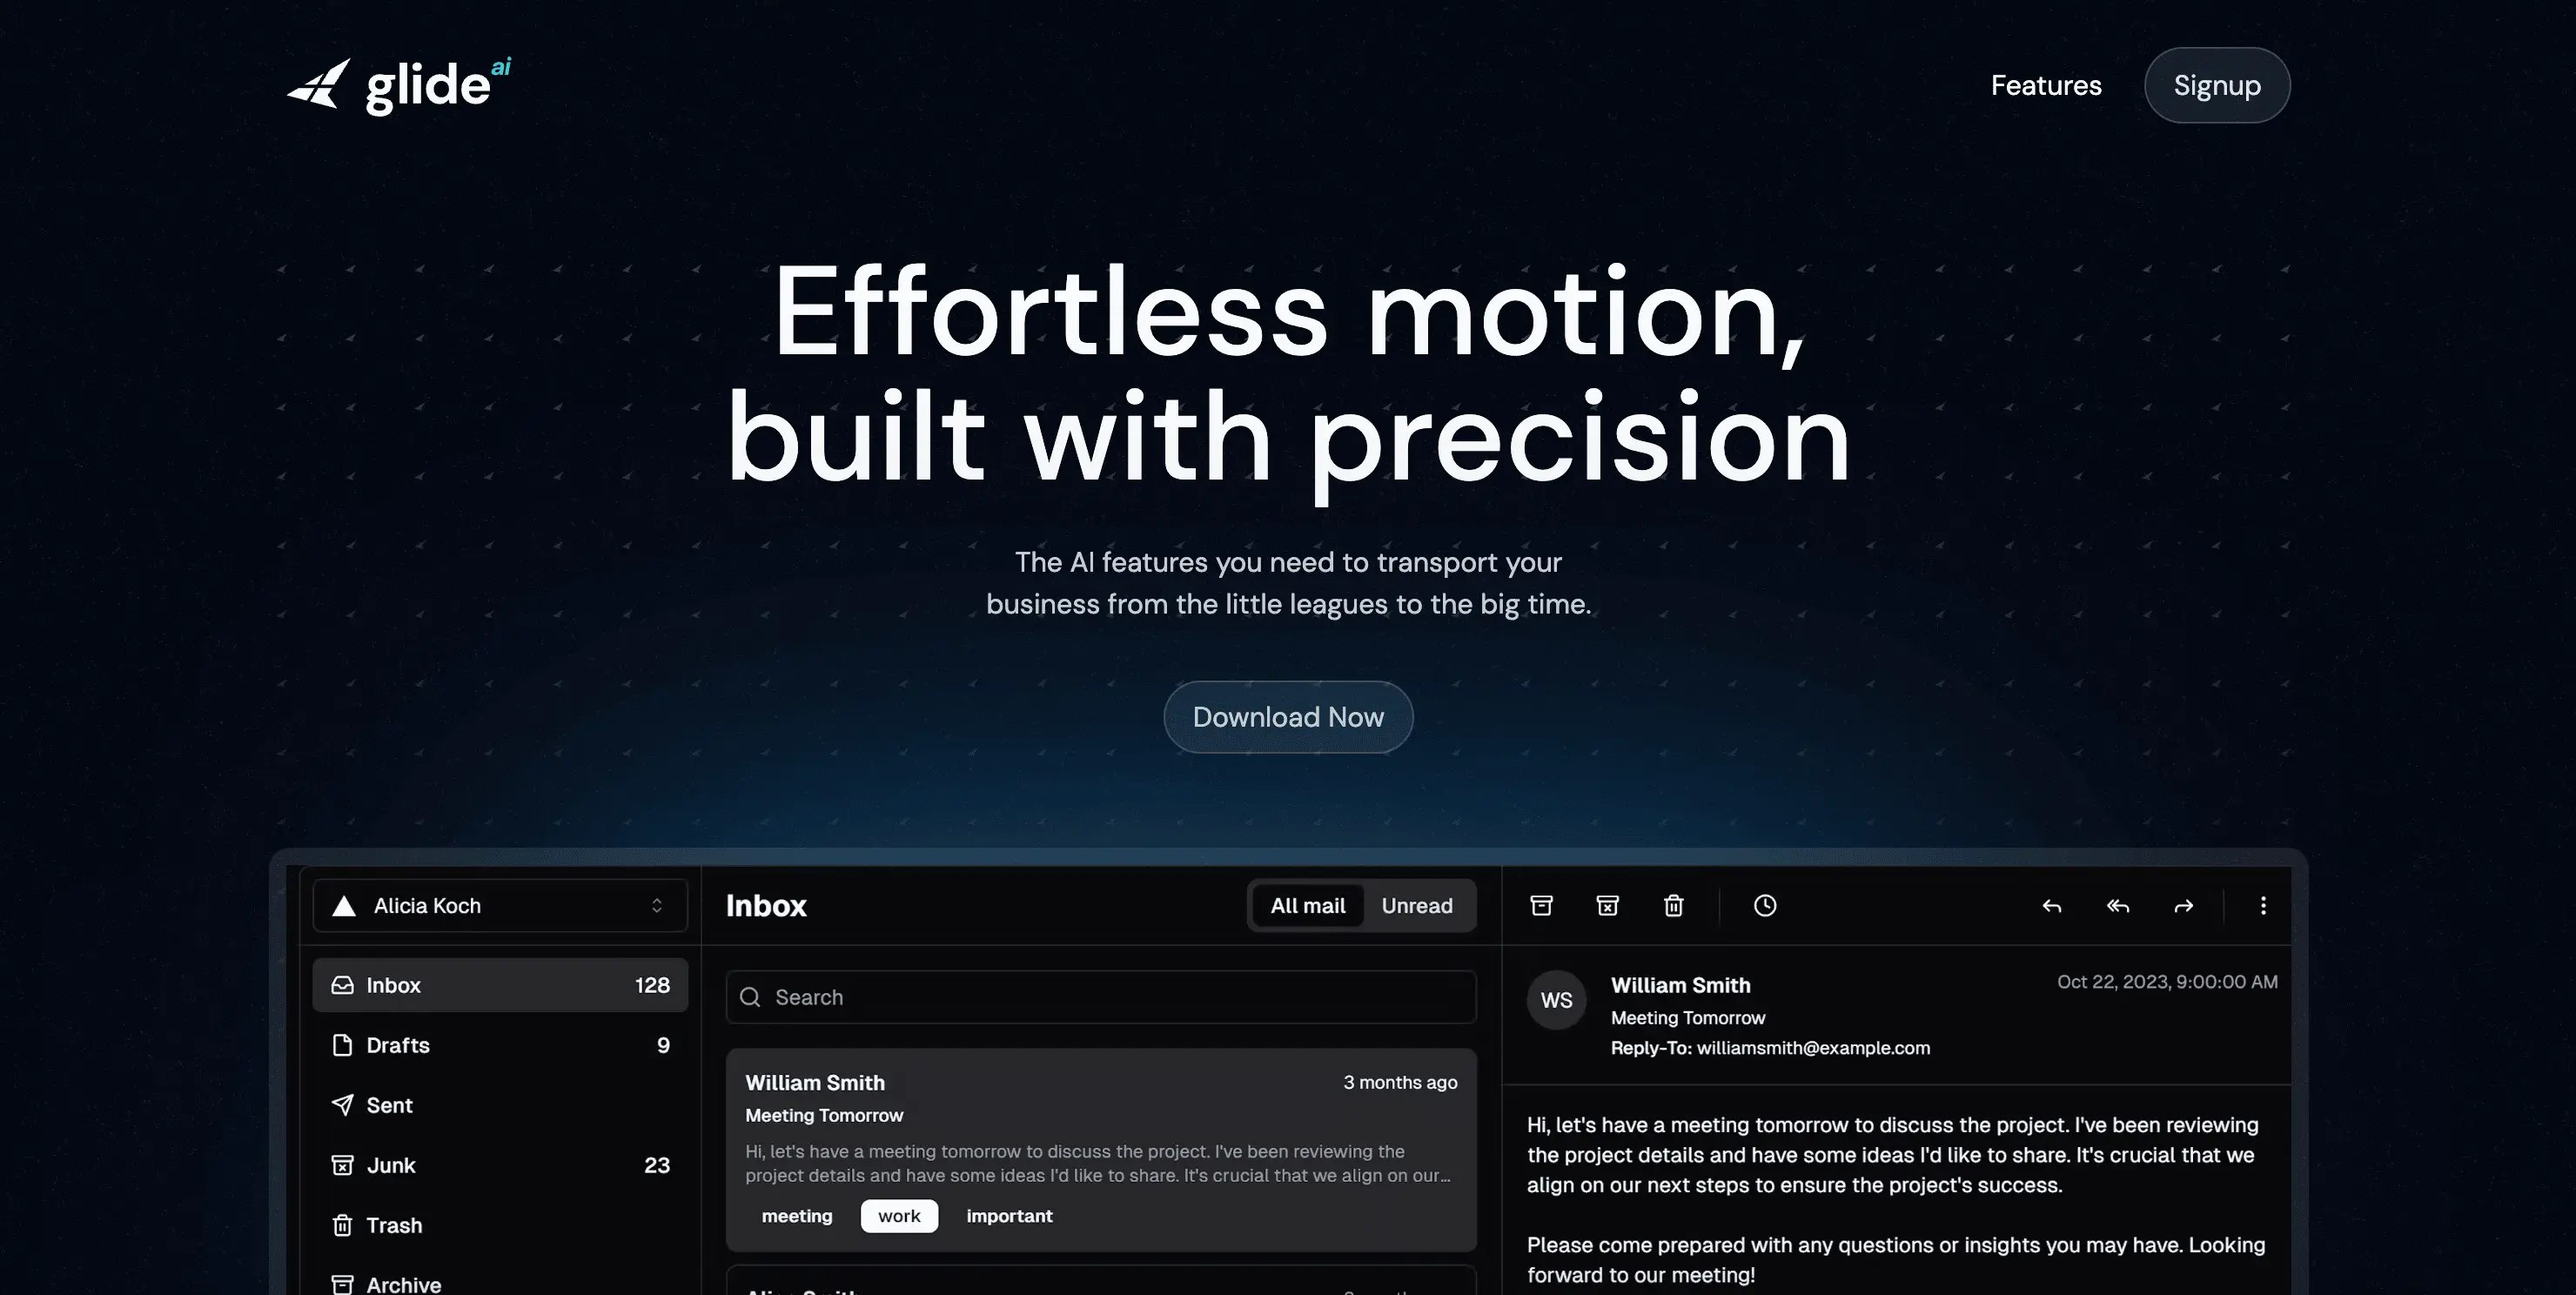 glide ai
Features
Signup
Effortless motion,
built with precision
The AI features you need to transport your
business from the little leagues to the big time.
Download Now
Alicia Koch
Inbox 128
Drafts 9
Sent
Junk 23
Trash
Archive
Inbox
All mail
Unread
Search
William Smith
3 months ago
Meeting Tomorrow
Hi, let's have a meeting tomorrow to discuss the project. I've been reviewing the
project details and have some ideas I'd like to share. It's crucial that we align on our...
meeting
work
important
WS
William Smith
Oct 22, 2023, 9:00:00 AM
Meeting Tomorrow
Reply-To: williamsmith@example.com
Hi, let's have a meeting tomorrow to discuss the project. I've been reviewing
the project details and have some ideas I'd like to share. It's crucial that we
align on our next steps to ensure the project's success.
Please come prepared with any questions or insights you may have. Looking
forward to our meeting!